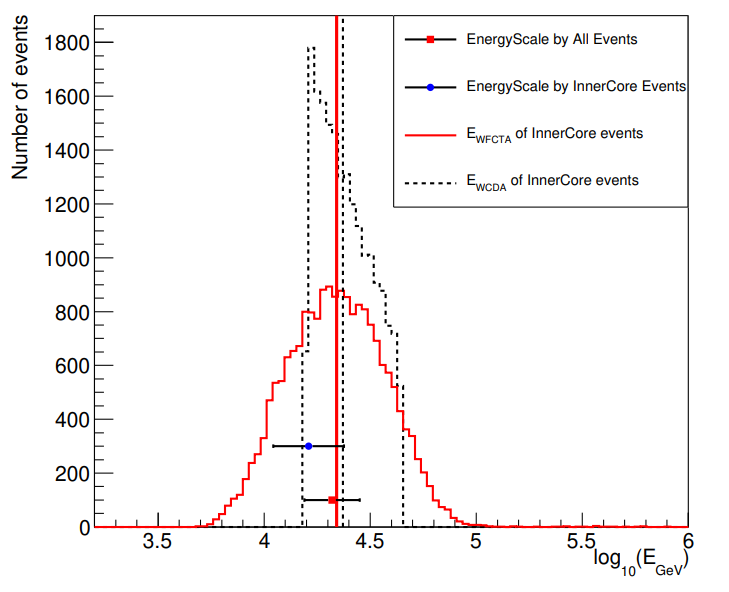 Number of events
1800
1600
1400
1200
1000
800
600
400
200
0
EnergyScale by All Events
EnergyScale by InnerCore Events
E_WFCTA of InnerCore events
E_WCDA of InnerCore events
3.5 4 4.5 5 5.5 6
log_10(E_GeV)